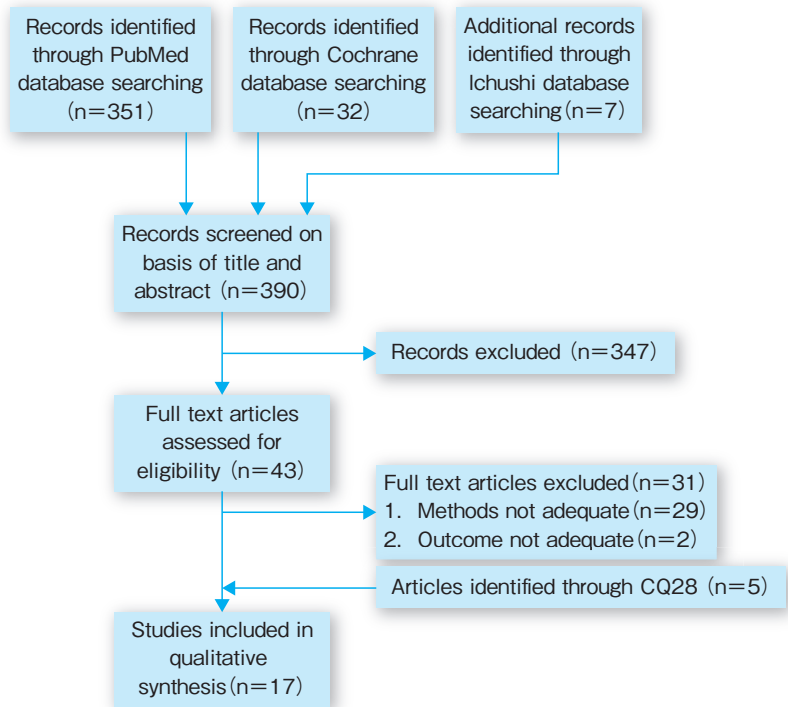 Records identified
through PubMed
database searching
(n=351)
Records identified
through Cochrane
database searching
(n=32)
Additional records
identified through
Ichushi database
searching(n=7)
Records screened on
basis of title and
abstract (n=390)
Records excluded (n=347)
Full text articles
assessed for
eligibility (n=43)
Full text articles excluded(n=31)
1. Methods not adequate(n=29)
2. Outcome not adequate(n=2)
Articles identified through CQ28 (n=5)
Studies included in
qualitative
synthesis(n=17)